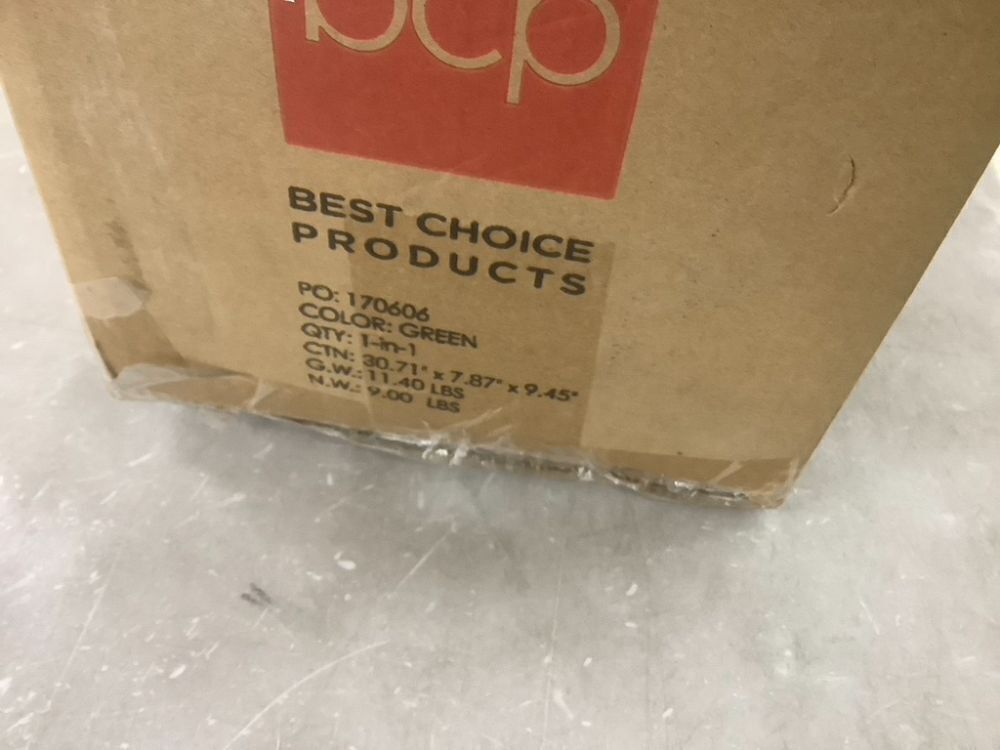 bcp
BEST CHOICE
PRODUCTS
PO: 170606
COLOR: GREEN
QTY: 1-in-1
CTN: 30.71" x 7.87" x 9.45"
G.W.: 11.40 LBS
N.W.: 9.00 LBS